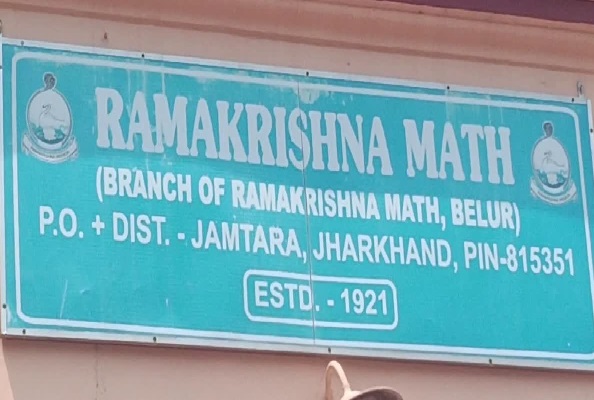 RAMAKRISHNA MATH
(BRANCH OF RAMAKRISHNA MATH, BELUR)
P.O. + DIST. - JAMTARA, JHARKHAND, PIN-815351
ESTD. - 1921